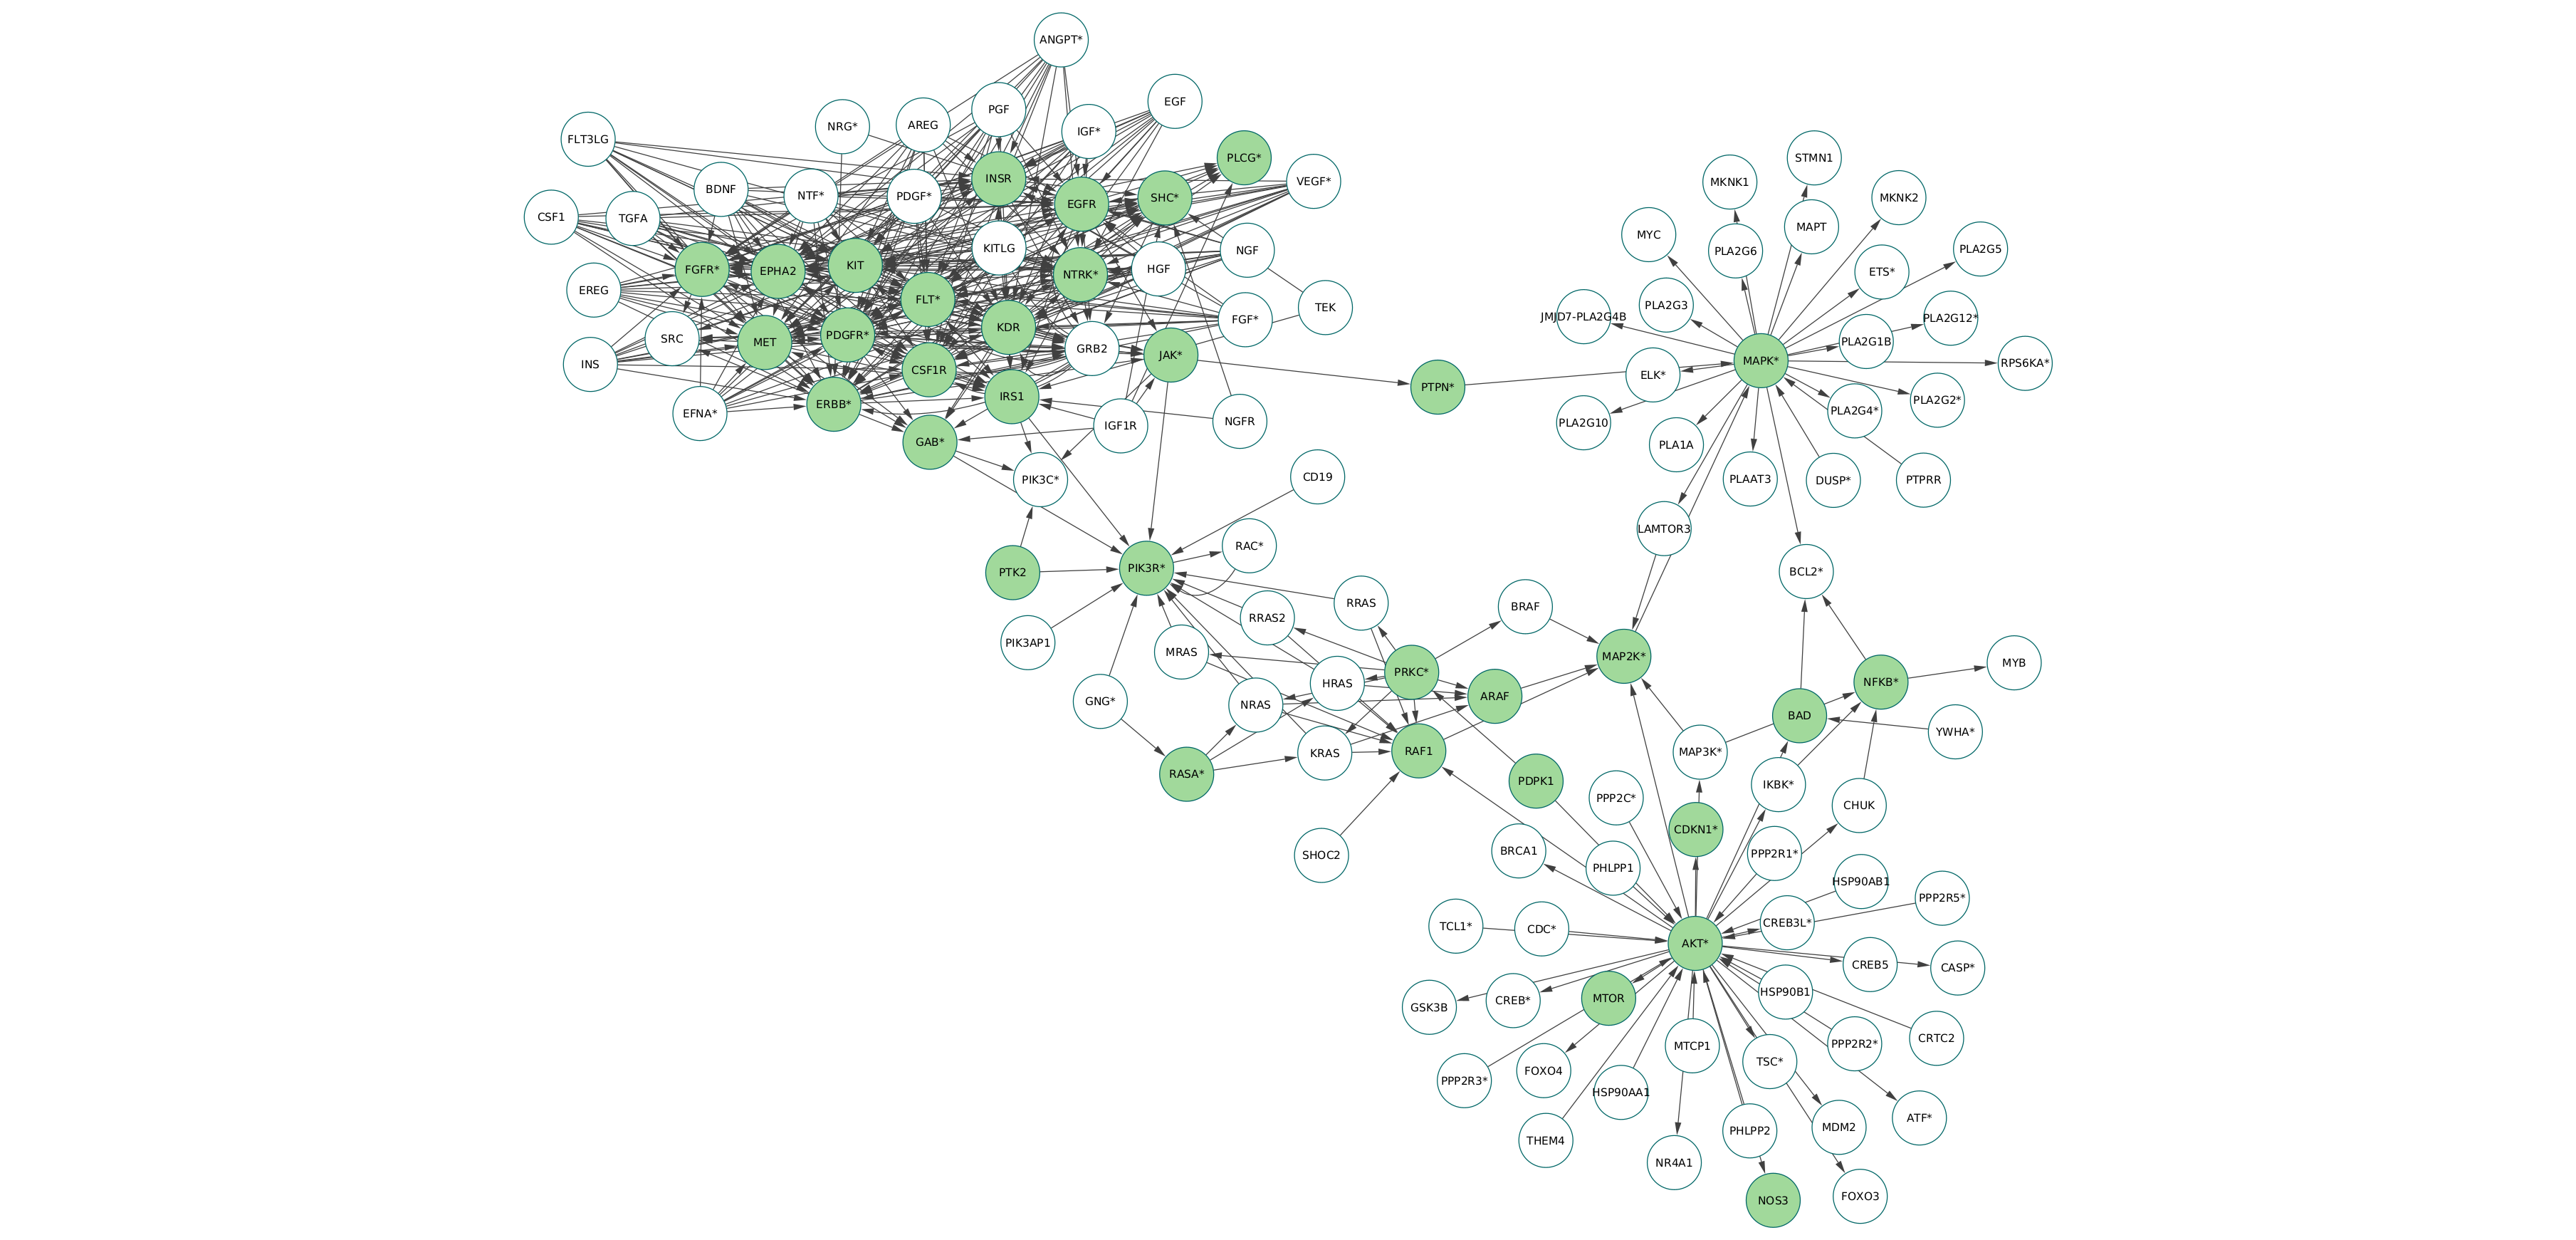 ANGPT*
EGF
PGF
AREG
NRG*
IGF*
FLT3LG
PLCG*
STMN1
INSR
VEGF*
MKNK1
BDNF
NTF*
PDGF*
SHC*
MKNK2
EGFR
CSF1
TGFA
MAPT
MYC
KITLG
NGF
PLA2G5
PLA2G6
KIT
FGFR*
EPHA2
HGF
NTRK*
ETS*
EREG
FLT*
PLA2G3
TEK
JMJD7-PLA2G4B
PLA2G12*
FGF*
KDR
PDGFR*
SRC
MET
GRB2
PLA2G1B
JAK*
MAPK*
INS
RPS6KA*
CSF1R
ELK*
PTPN*
IRS1
PLA2G2*
ERBB*
PLA2G4*
EFNA*
NGFR
PLA2G10
IGF1R
GAB*
PLA1A
CD19
PIK3C*
PLAAT3
DUSP*
PTPRR
LAMTOR3
RAC*
PIK3R*
PTK2
BCL2*
RRAS
BRAF
RRAS2
PIK3AP1
MRAS
MAP2K*
MYB
PRKC*
HRAS
NFKB*
ARAF
GNG*
NRAS
BAD
YWHA*
RAF1
KRAS
MAP3K*
RASA*
PDPK1
IKBK*
PPP2C*
CHUK
CDKN1*
BRCA1
SHOC2
PPP2R1*
PHLPP1
HSP90AB1
PPP2R5*
CREB3L*
TCL1*
CDC*
AKT*
CREB5
CASP*
HSP90B1
MTOR
CREB*
GSK3B
CRTC2
PPP2R2*
MTCP1
TSC*
FOXO4
PPP2R3*
HSP90AA1
ATF*
MDM2
PHLPP2
THEM4
NR4A1
FOXO3
NOS3